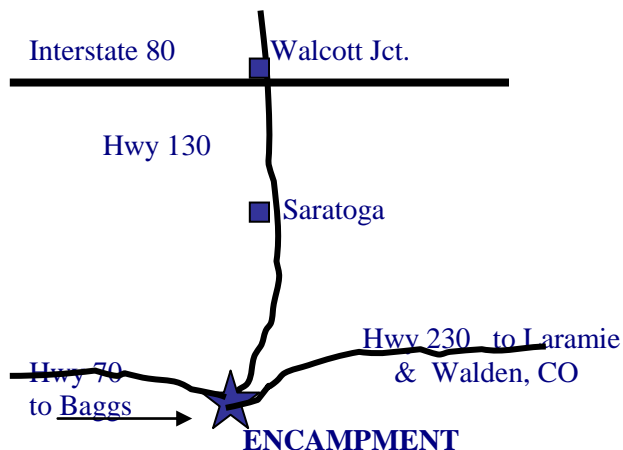 Interstate 80
Walcott Jct.
Hwy 130
Saratoga
Hwy 230 to Laramie
& Walden, CO
Hwy 70
to Baggs
ENCAMPMENT